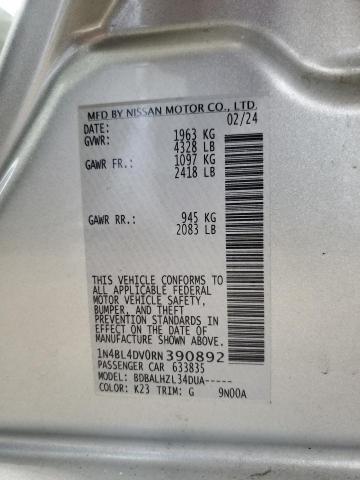 MFD BY NISSAN MOTOR CO., LTD.
DATE: 02/24
GVWR: 1963 KG
4328 LB
GAWR FR.: 1097 KG
2418 LB
GAWR RR.: 945 KG
2083 LB
THIS VEHICLE CONFORMS TO
ALL APPLICABLE FEDERAL
MOTOR VEHICLE SAFETY,
BUMPER, AND THEFT
PREVENTION STANDARDS
IN EFFECT ON THE DATE OF
MANUFACTURE SHOWN ABOVE.
1N4BL4DV0RN390892
PASSENGER CAR 633835
MODEL: BDBALHZL34DUA-----
COLOR: K23 TRIM: G 9N00A